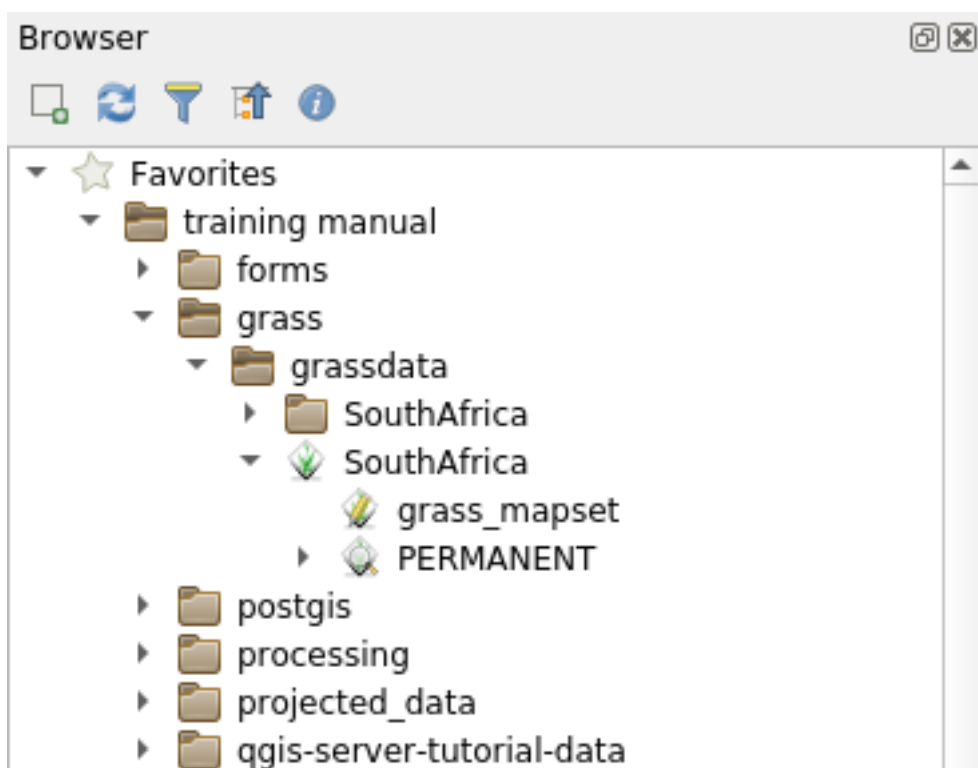 Browser
Favorites
training manual
forms
grass
grassdata
SouthAfrica
SouthAfrica
grass_mapset
PERMANENT
postgis
processing
projected_data
qgis-server-tutorial-data